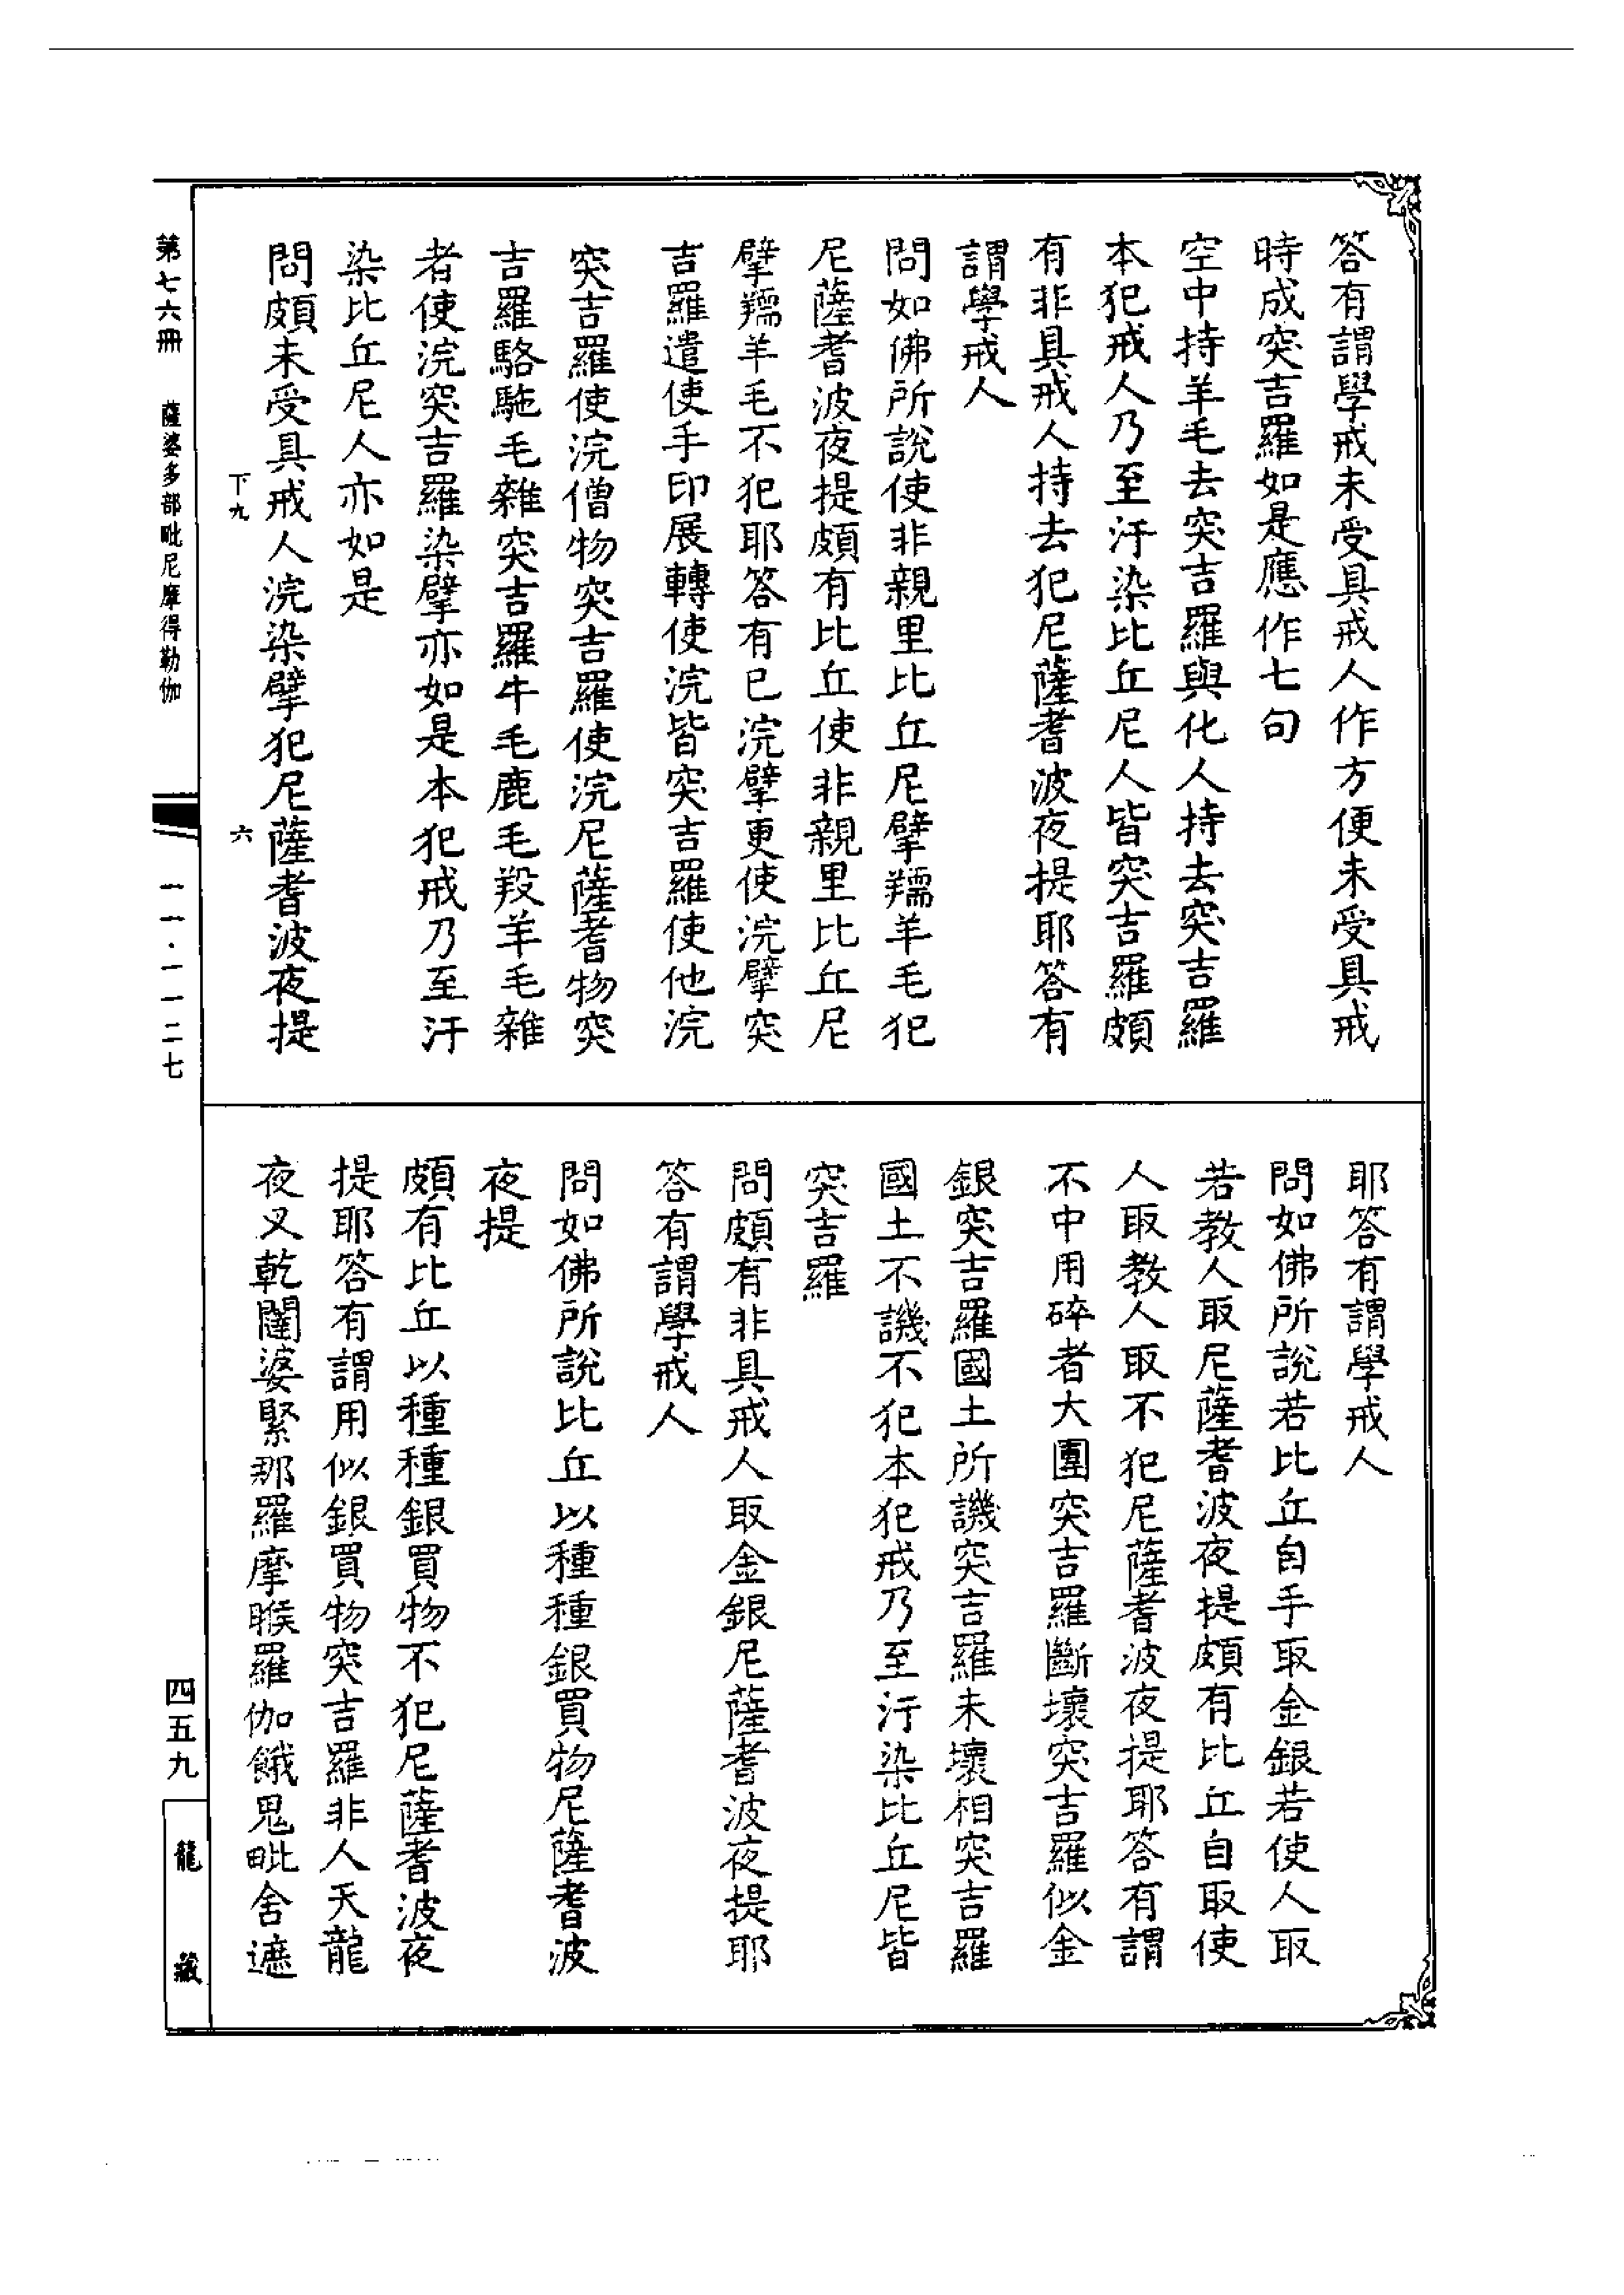 答有謂學戒未受具戒人作方便未受具戒
時成突吉羅如是應作七句
空中持羊毛去突吉羅與化人持去突吉羅
本犯戒人乃至汙染比丘尼人皆突吉羅頗
有非具戒人持去犯尼薩耆波夜提耶答有
謂學戒人
問如佛所說使非親里比丘尼擘羺羊毛犯
尼薩耆波夜提頗有比丘使非親里比丘尼
擘羺羊毛不犯耶答有已浣擘更使浣擘突
吉羅遣使手印展轉使浣皆突吉羅使他浣
突吉羅使浣僧物突吉羅使浣尼薩耆物突
吉羅駱駞毛雜突吉羅牛毛鹿毛羖羊毛雜
者使浣突吉羅染擘亦如是本犯戒乃至汙
染比丘尼人亦如是
問頗未受具戒人浣染擘犯尼薩耆波夜提
耶答有謂學戒人
問如佛所說若比丘自手取金銀若使人取
若教人取尼薩耆波夜提頗有比丘自取使
人取教人取不犯尼薩耆波夜提耶答有謂
不中用碎者大團突吉羅斷壞突吉羅似金
銀突吉羅國土所譏突吉羅未壞相突吉羅
國土不譏不犯本犯戒乃至汙染比丘尼皆
突吉羅
問頗有非具戒人取金銀尼薩耆波夜提耶
答有謂學戒人
問如佛所說比丘以種種銀買物尼薩耆波
夜提
頗有比丘以種種銀買物不犯尼薩耆波夜
提耶答有謂用似銀買物突吉羅非人天龍
夜叉乾闥婆緊那羅摩睺羅伽餓鬼毗舍遮
下九
六
第七六冊 薩婆多部毗尼摩得勒伽
一一·一一二七
四五九
龍藏